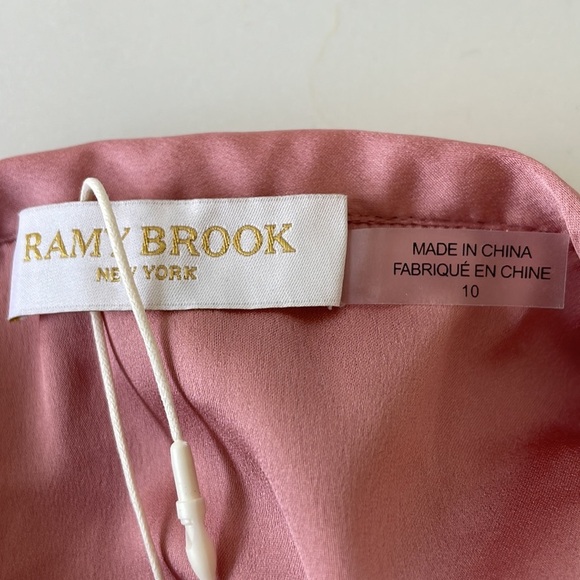 RAMY BROOK
NEW YORK
MADE IN CHINA
FABRIQUÉ EN CHINE
10